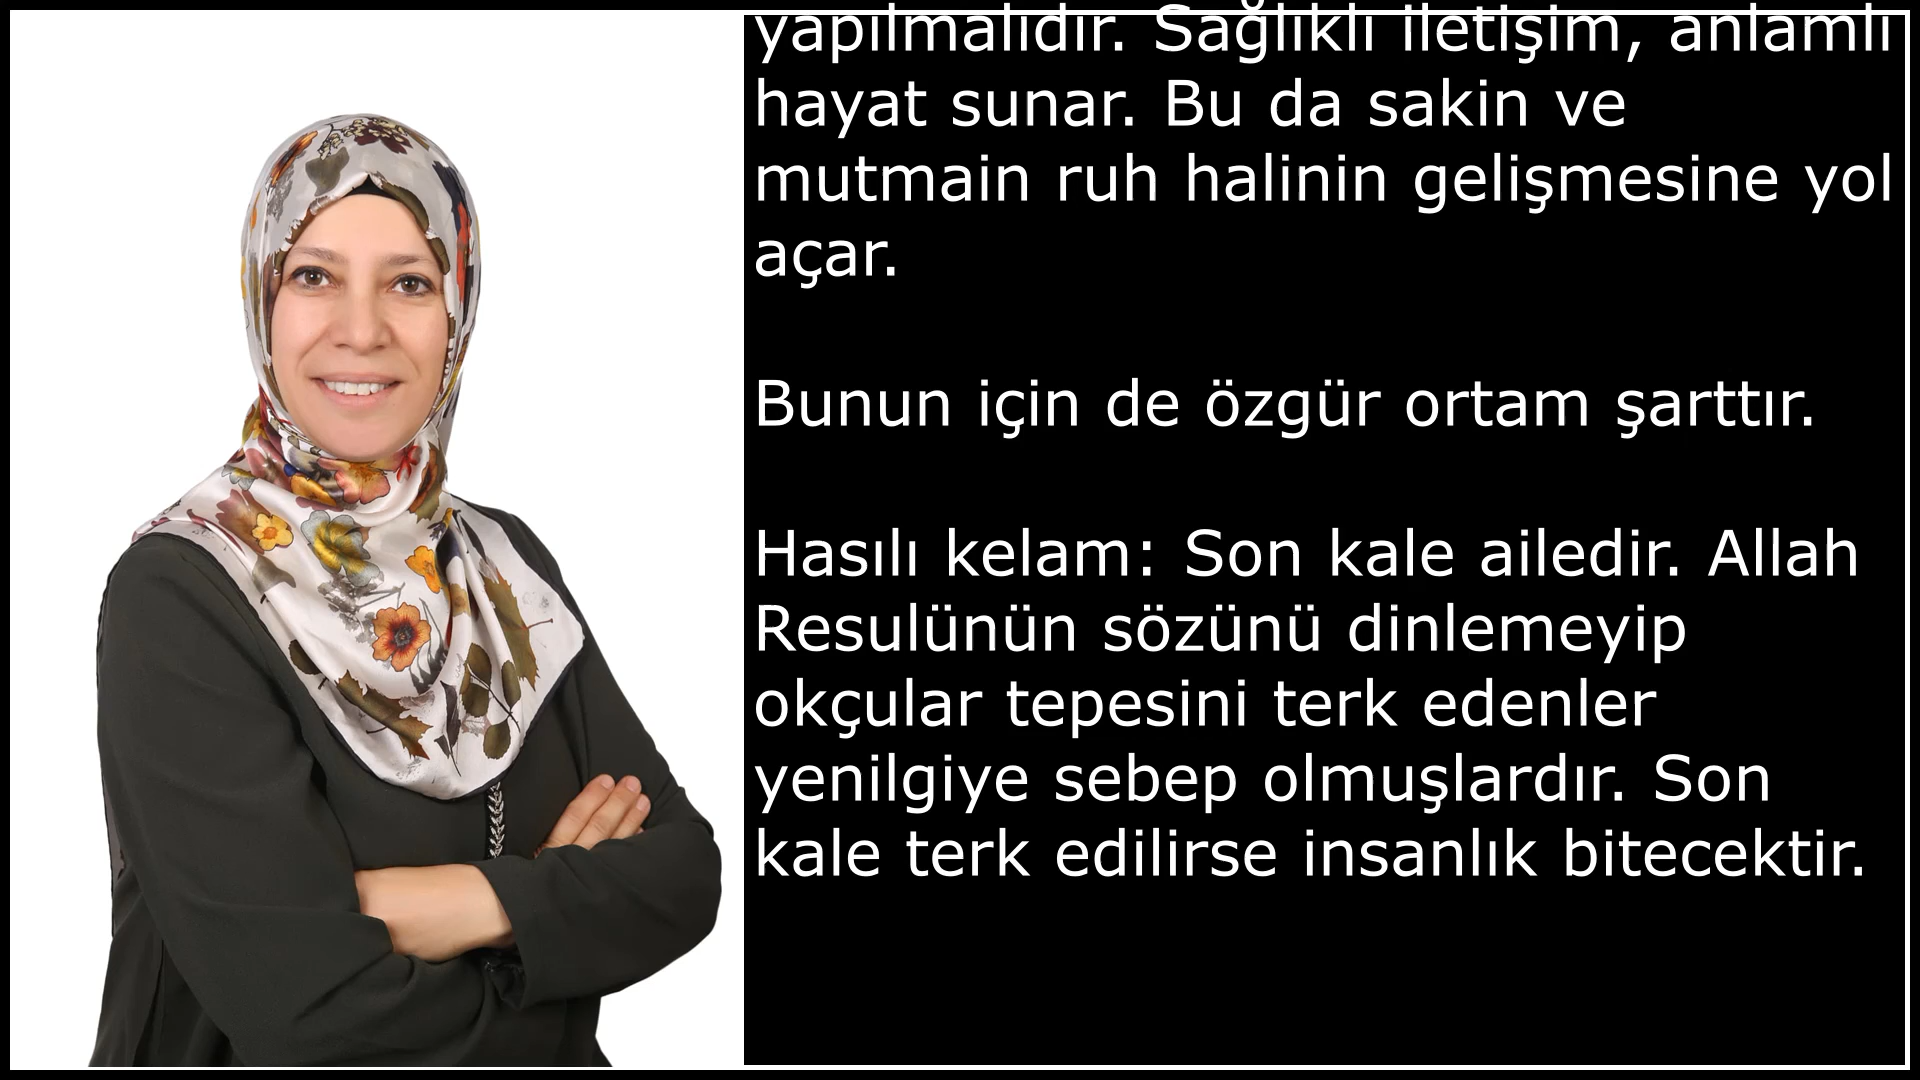 yapılmalıdır. Sağlıklı iletişim, anlamlı
hayat sunar. Bu da sakin ve
mutmain ruh halinin gelişmesine yol
açar.
Bunun için de özgür ortam şarttır.
Hasılı kelam: Son kale ailedir. Allah
Resulünün sözünü dinlemeyip
okçular tepesini terk edenler
yenilgiye sebep olmuşlardır. Son
kale terk edilirse insanlık bitecektir.